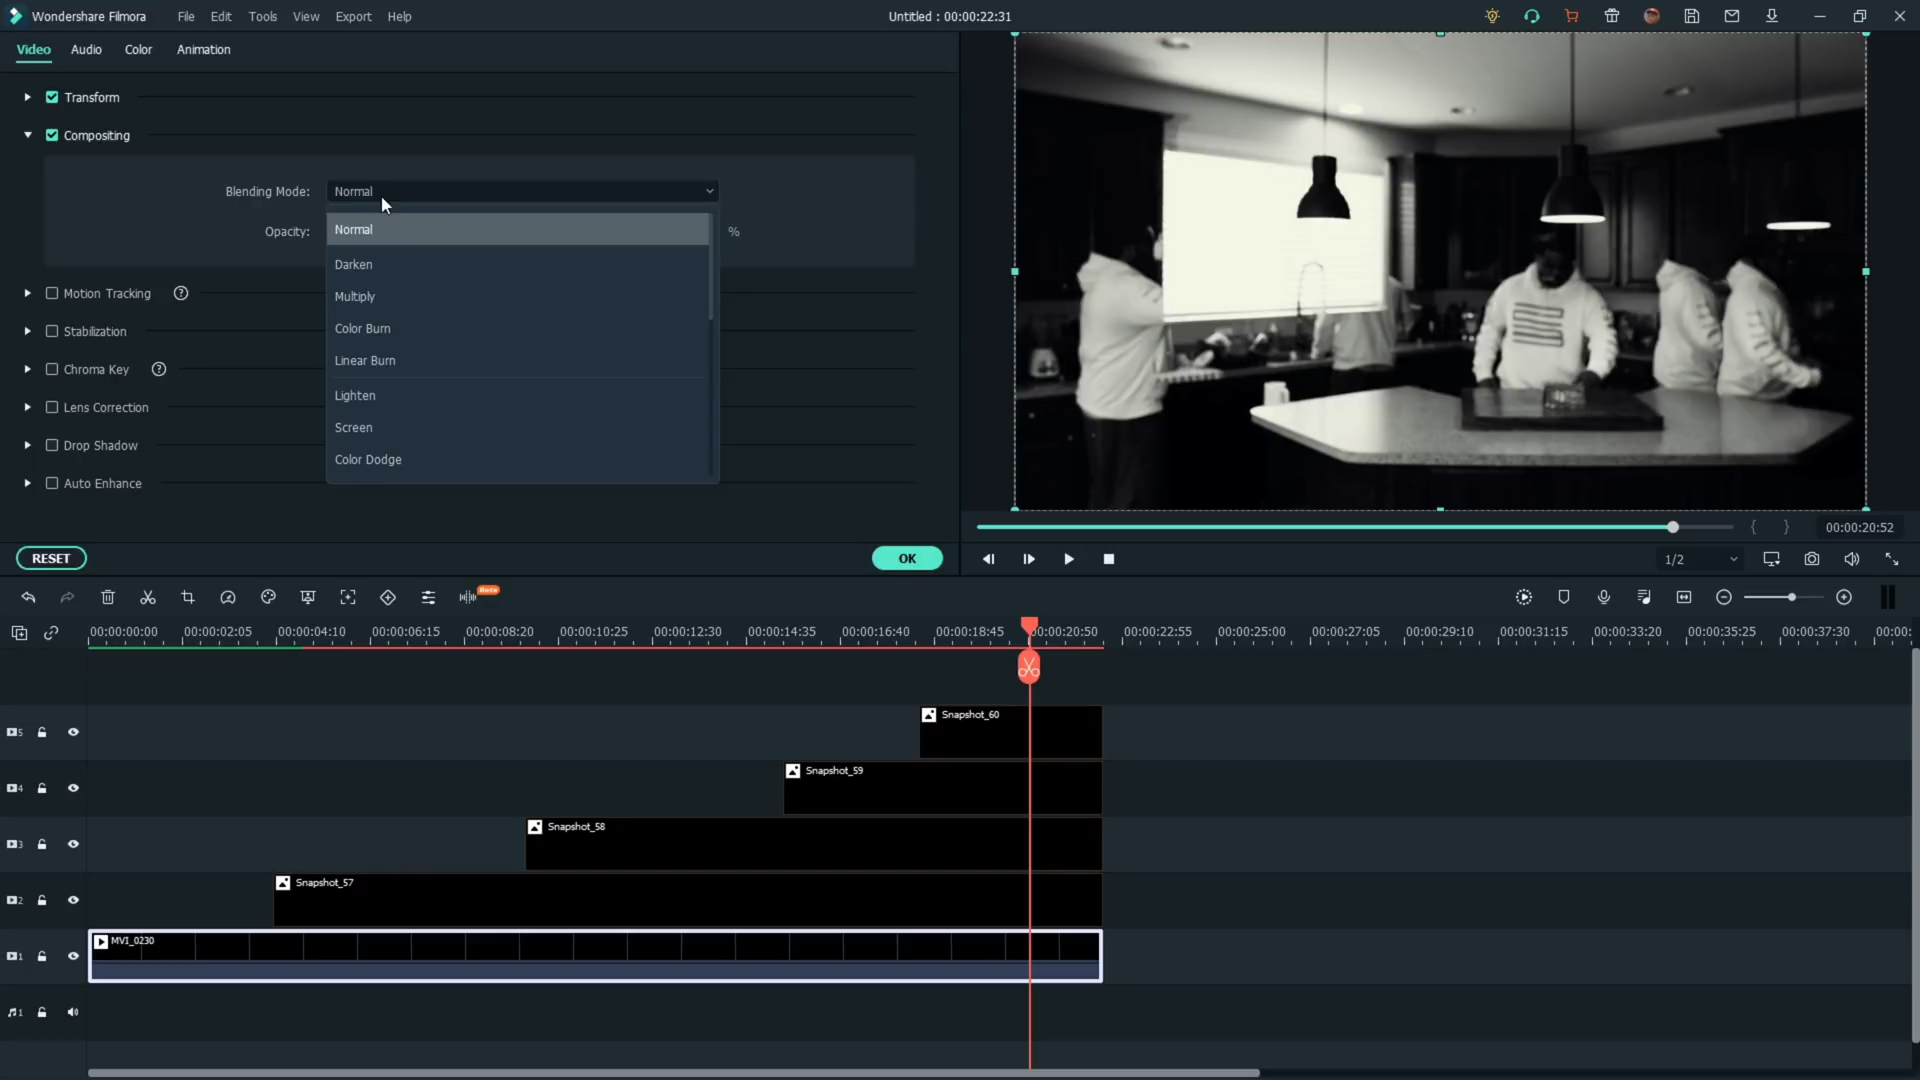 Wondershare Filmora File Edit Tools View Export Help Untitled : 00:00:22:31
Video Audio Color Animation
Transform
Compositing
Blending Mode: Normal
Opacity: %
Normal
Darken
Multiply
Color Burn
Linear Burn
Lighten
Screen
Color Dodge
Motion Tracking ?
Stabilization
Chroma Key ?
Lens Correction
Drop Shadow
Auto Enhance
RESET OK
{ } 00:00:20:52
1/2
Beta
00:00:00:00 00:00:02:05 00:00:04:10 00:00:06:15 00:00:08:20 00:00:10:25 00:00:12:30 00:00:14:35 00:00:16:40 00:00:18:45 00:00:20:50 00:00:22:55 00:00:25:00 00:00:27:05 00:00:29:10 00:00:31:15 00:00:33:20 00:00:35:25 00:00:37:30 00:00:
5 Snapshot_60
4 Snapshot_59
3 Snapshot_58
2 Snapshot_57
1 MVI_0230
1